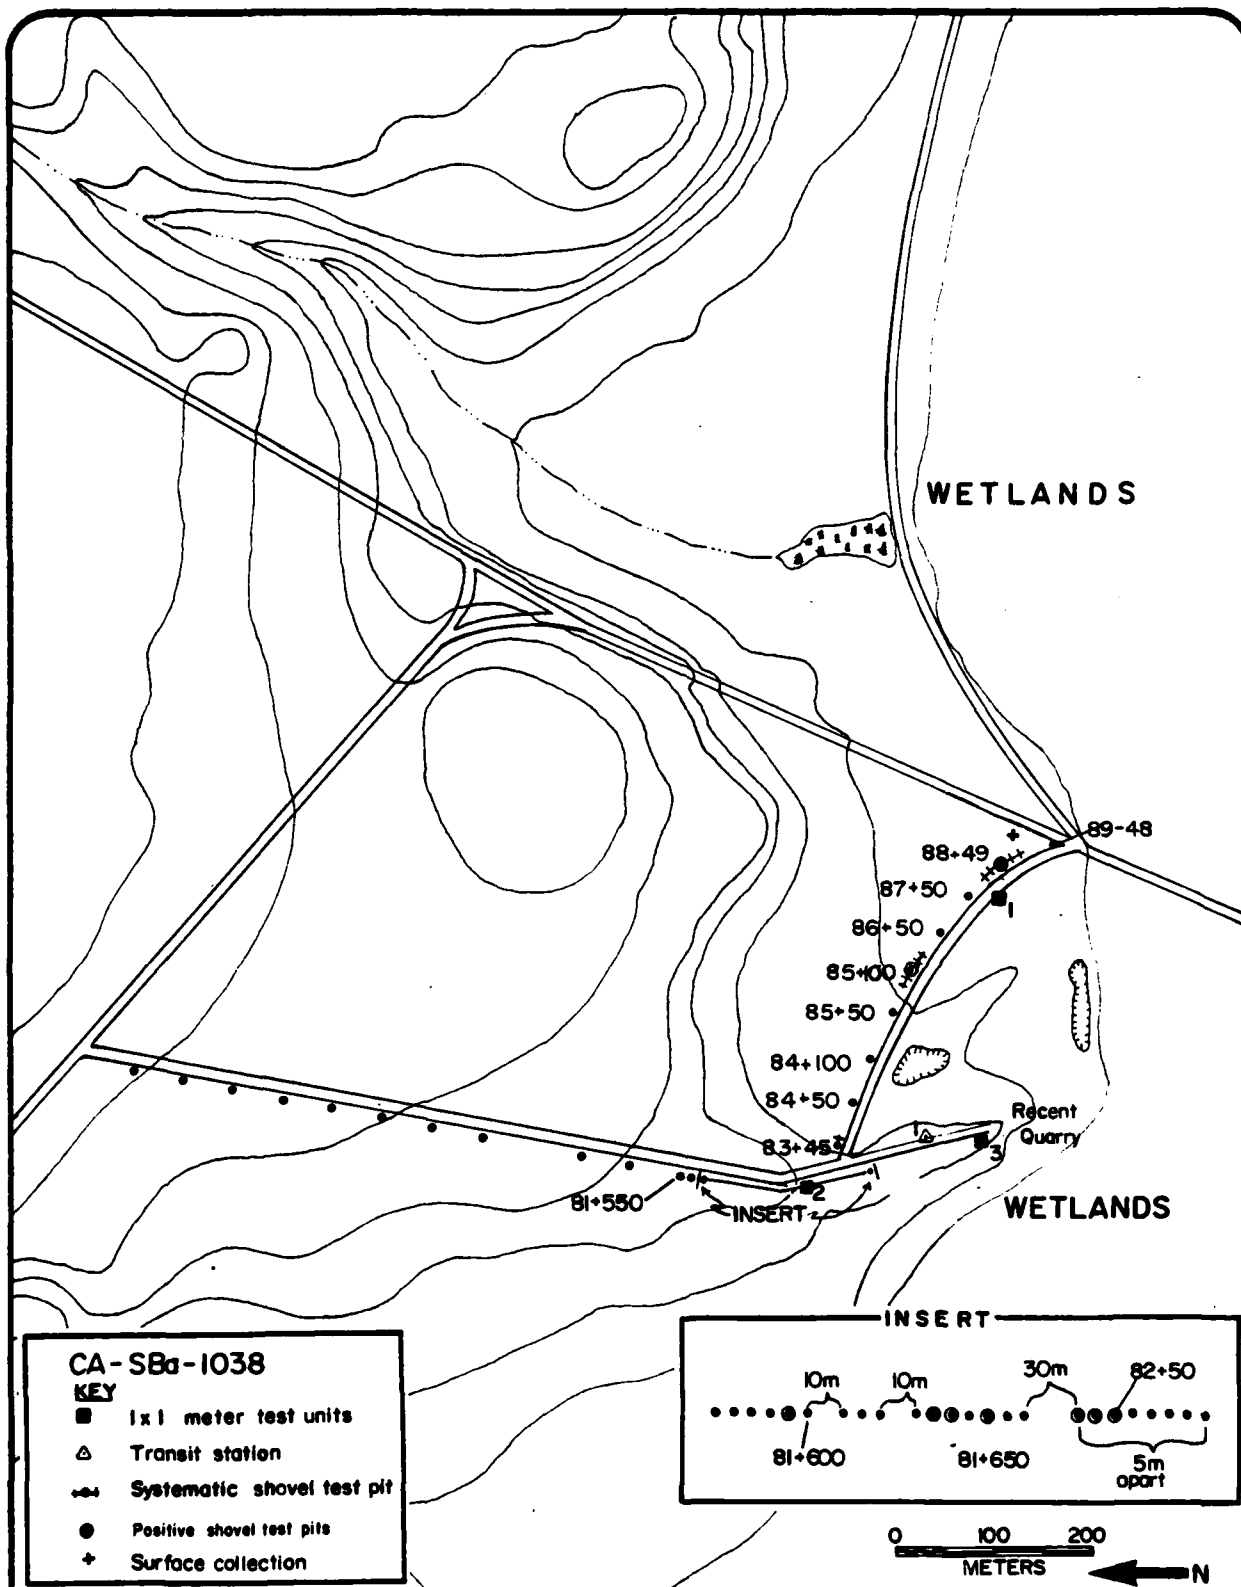 WETLANDS
89-48
88+49
87+50
1
86+50
85+100
85+50
84+100
84+50
83+45
1
Recent
Quarry
3
81+550
2
INSERT
WETLANDS
INSERT
10m
10m
30m
82+50
81+600
81+650
5m
apart
CA-SBa-1038
KEY
1x1 meter test units
Transit station
Systematic shovel test pit
Positive shovel test pits
Surface collection
0 100 200
METERS
N